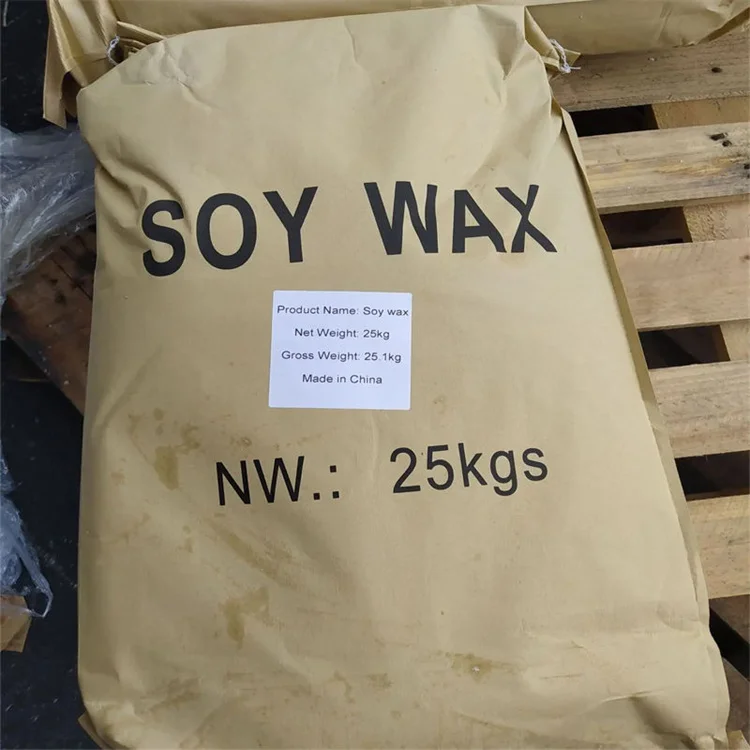 SOY WAX
Product Name: Soy wax
Net Weight: 25kg
Gross Weight: 25.1kg
Made in China
NW.: 25kgs